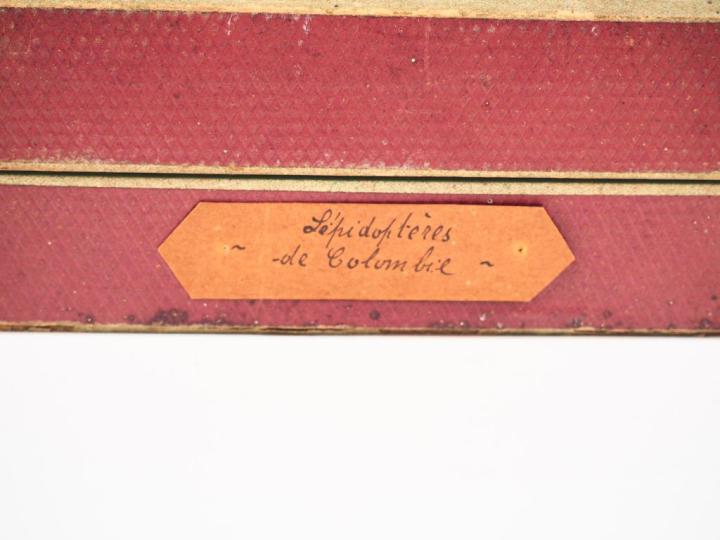 Lépidoptères
~ de Colombie ~